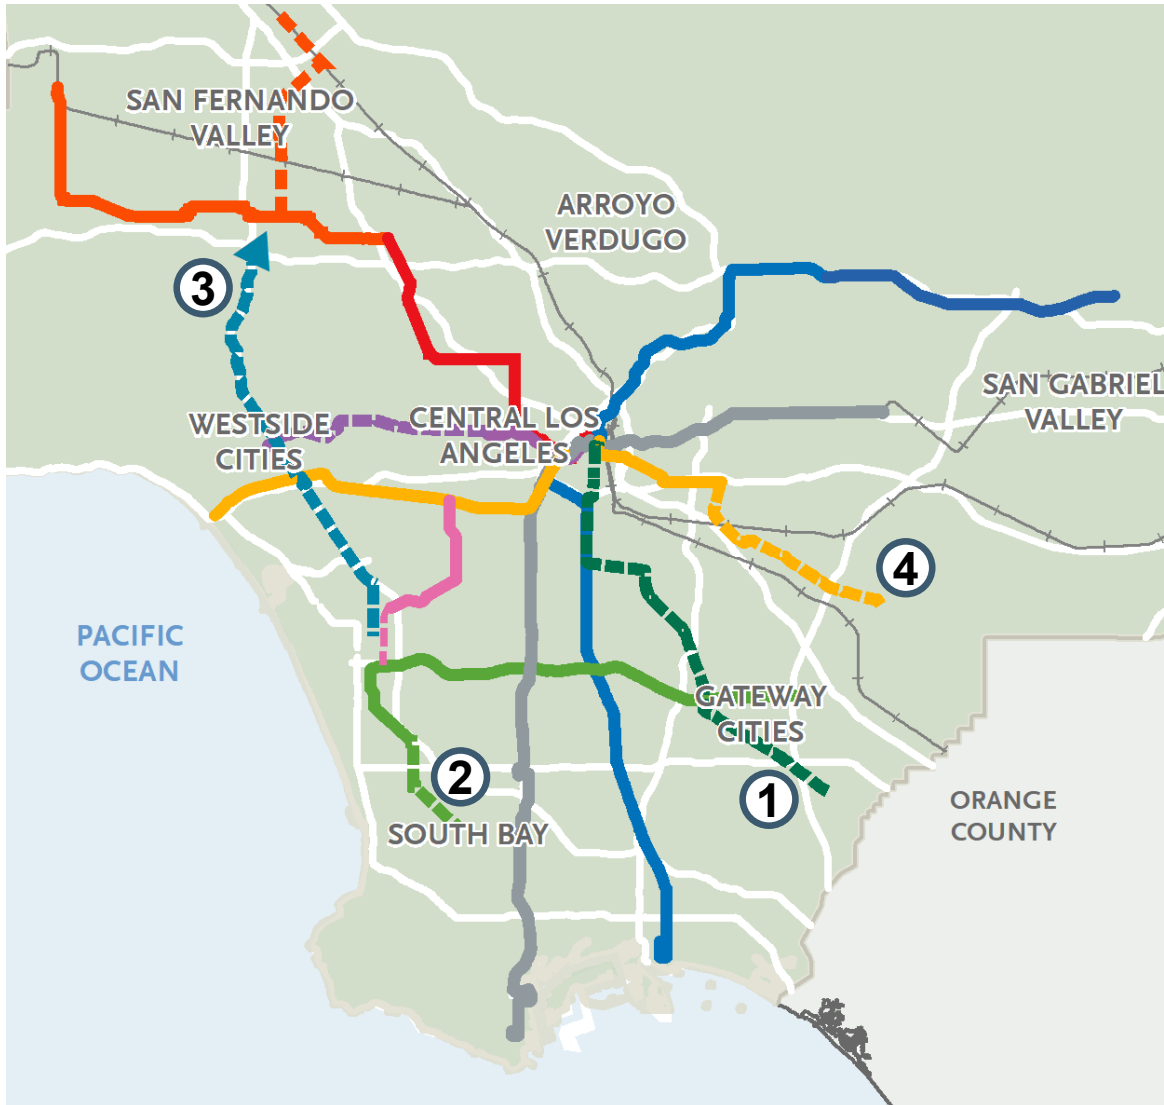 SAN FERNANDO
VALLEY
ARROYO
VERDUGO
3
SAN GABRIEL
VALLEY
WESTSIDE
CITIES
CENTRAL LOS
ANGELES
4
PACIFIC
OCEAN
GATEWAY
CITIES
2
1
SOUTH BAY
ORANGE
COUNTY